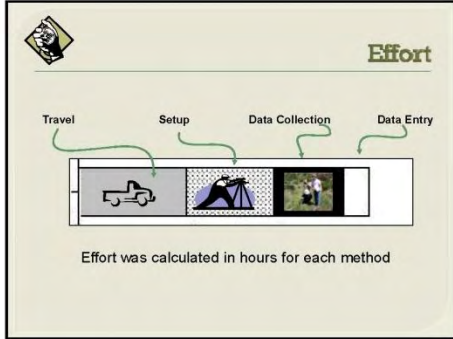 Effort
Travel Setup Data Collection Data Entry
Effort was calculated in hours for each method